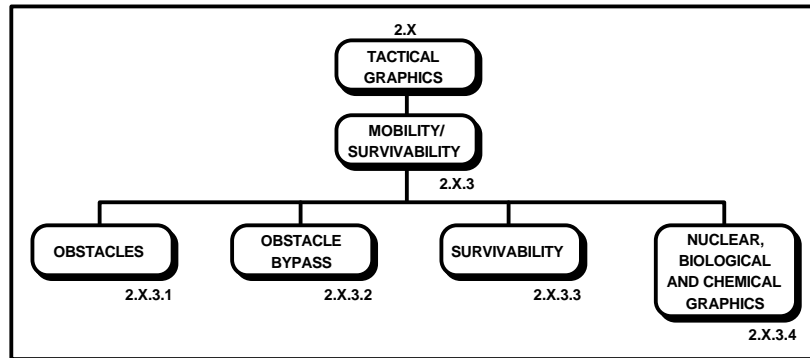 2.X
TACTICAL
GRAPHICS
MOBILITY/
SURVIVABILITY
2.X.3
OBSTACLES
2.X.3.1
OBSTACLE
BYPASS
2.X.3.2
SURVIVABILITY
2.X.3.3
NUCLEAR,
BIOLOGICAL
AND CHEMICAL
GRAPHICS
2.X.3.4